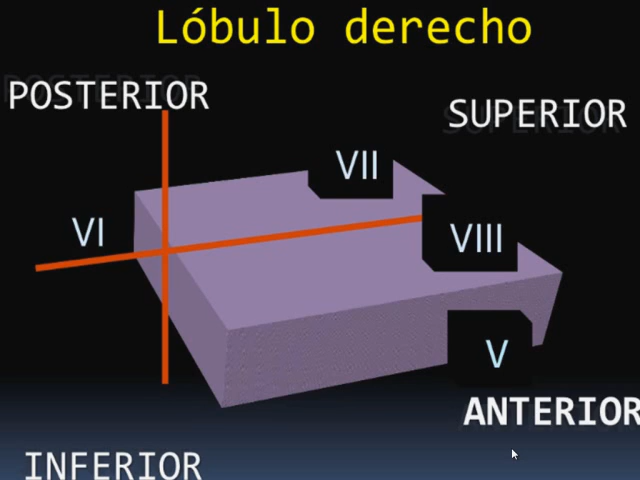 Lóbulo derecho
POSTERIOR
SUPERIOR
VII
VI
VIII
V
ANTERIOR
INFERIOR